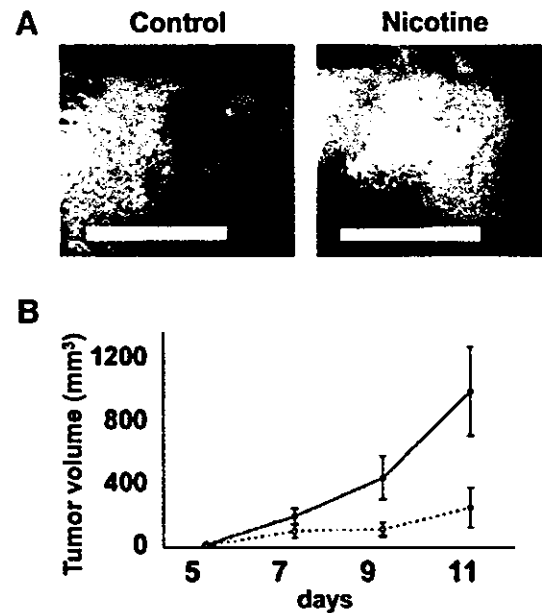 A
Control
Nicotine
B
Tumor volume (mm³)
1200
800
400
0
5 7 9 11
days